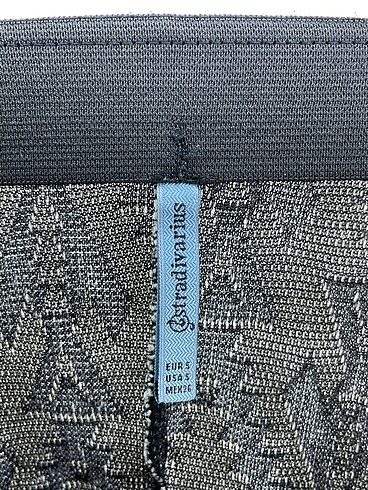 stradivarius
EUR S
USA S
MEX 26